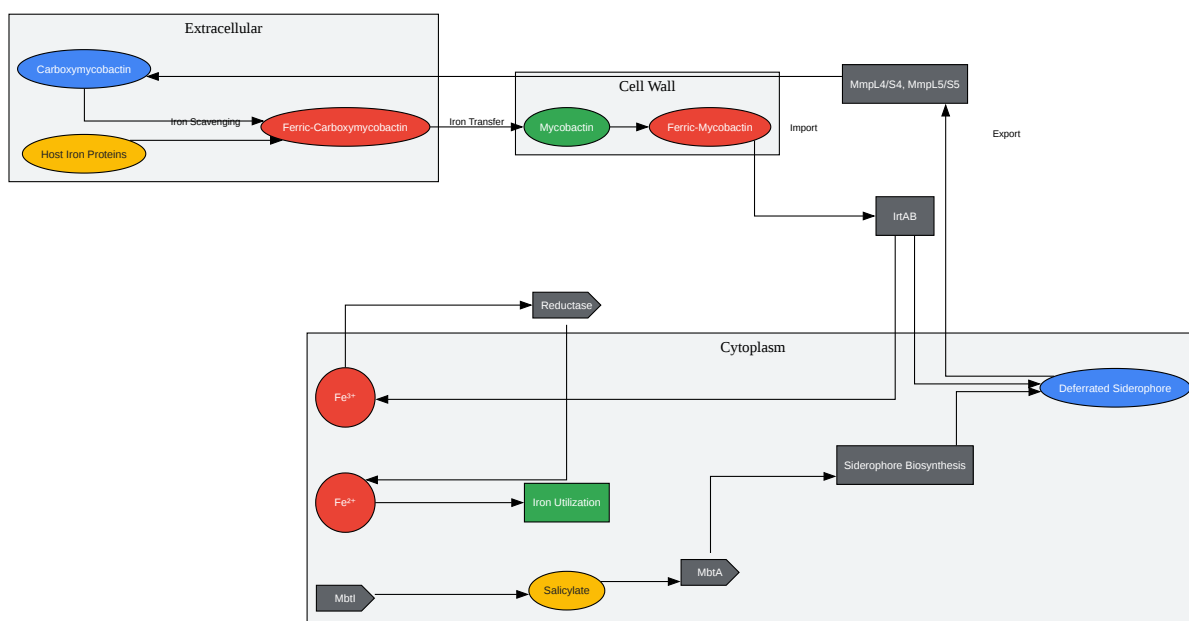 Extracellular
Carboxymycobactin
MmpL4/S4, MmpL5/S5
Cell Wall
Iron Scavenging
Ferric-Carboxymycobactin
Iron Transfer
Mycobactin
Ferric-Mycobactin
Import
Export
Host Iron Proteins
IrtAB
Reductase
Cytoplasm
Fe³⁺
Deferrated Siderophore
Siderophore Biosynthesis
Fe²⁺
Iron Utilization
MbtA
MbtI
Salicylate